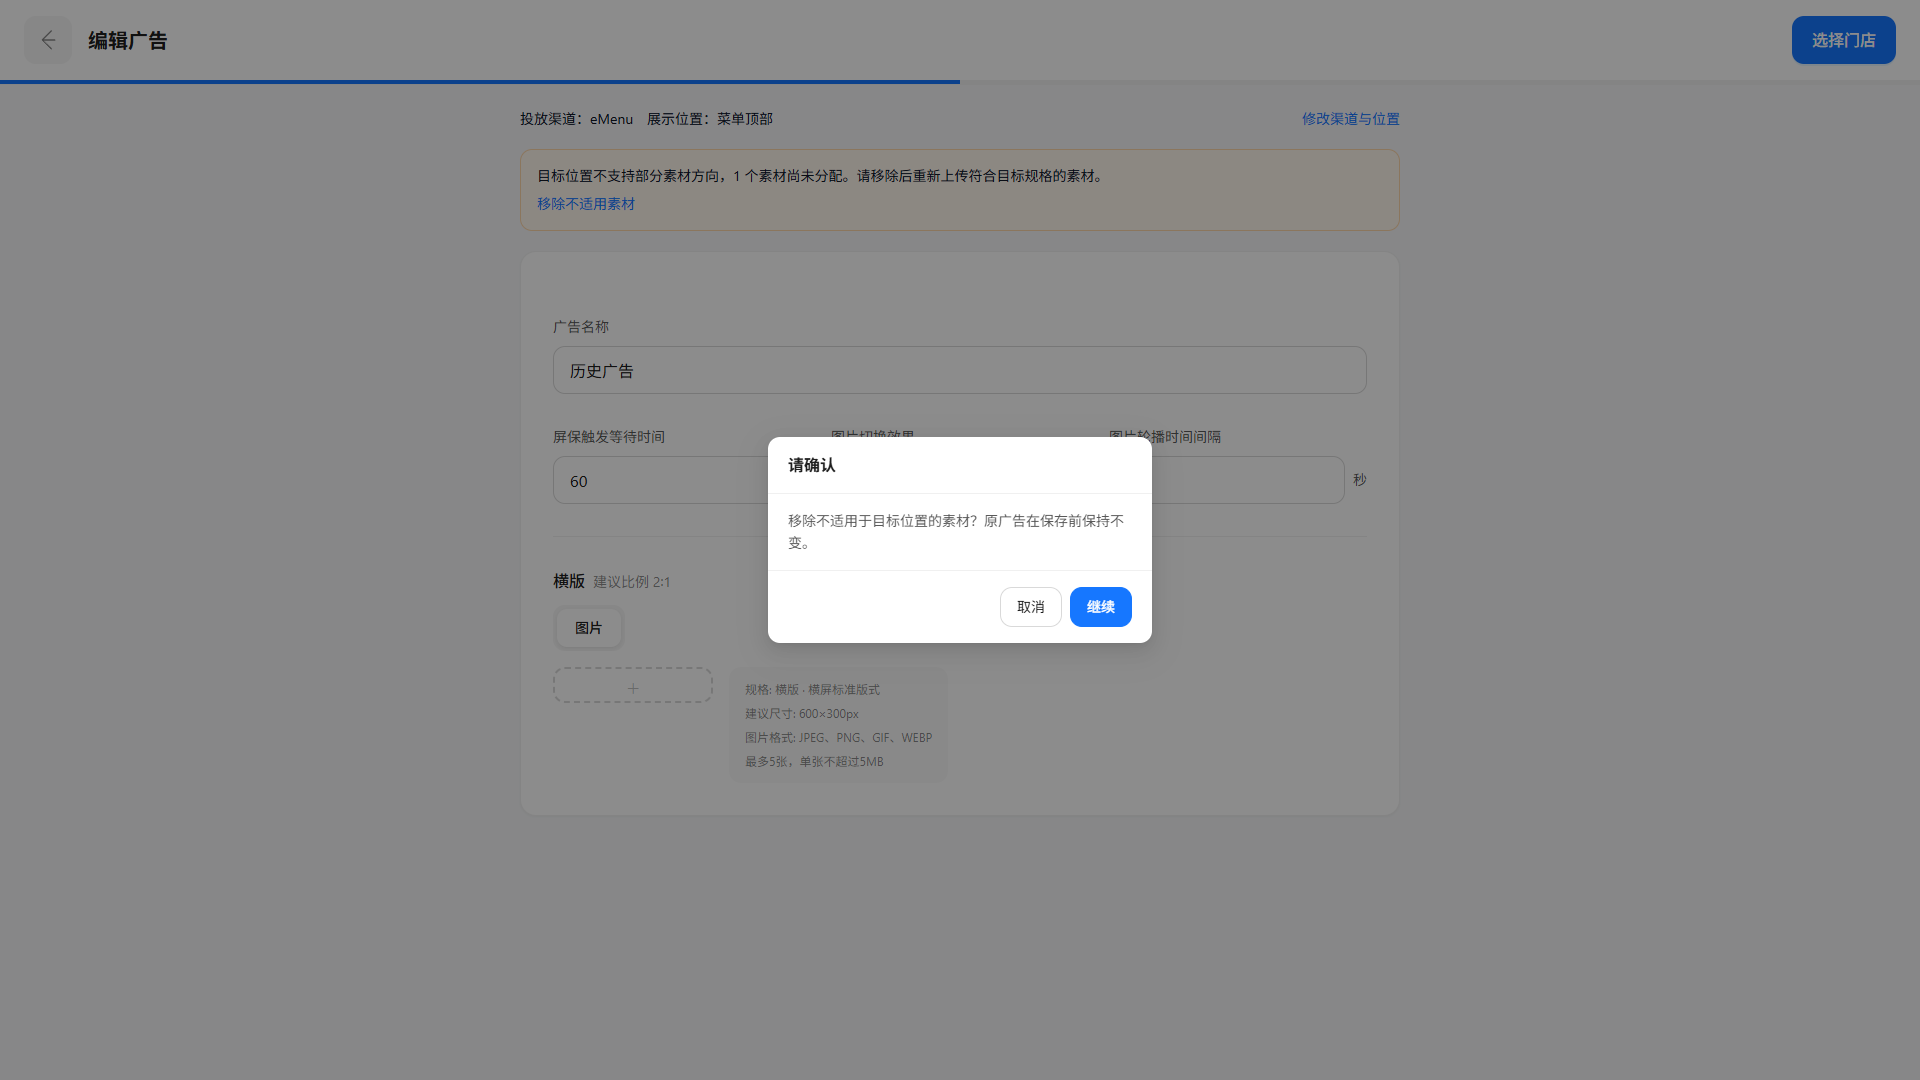 编辑广告
选择门店
投放渠道：eMenu 展示位置：菜单顶部
修改渠道与位置
目标位置不支持部分素材方向，1 个素材尚未分配。请移除后重新上传符合目标规格的素材。
移除不适用素材
广告名称
历史广告
屏保触发等待时间
图片切换效果
图片轮播时间间隔
60
秒
请确认
移除不适用于目标位置的素材？原广告在保存前保持不
变。
取消
继续
横版 建议比例 2:1
图片
规格: 横版 · 横屏标准版式
建议尺寸: 600×300px
图片格式: JPEG、PNG、GIF、WEBP
最多5张，单张不超过5MB